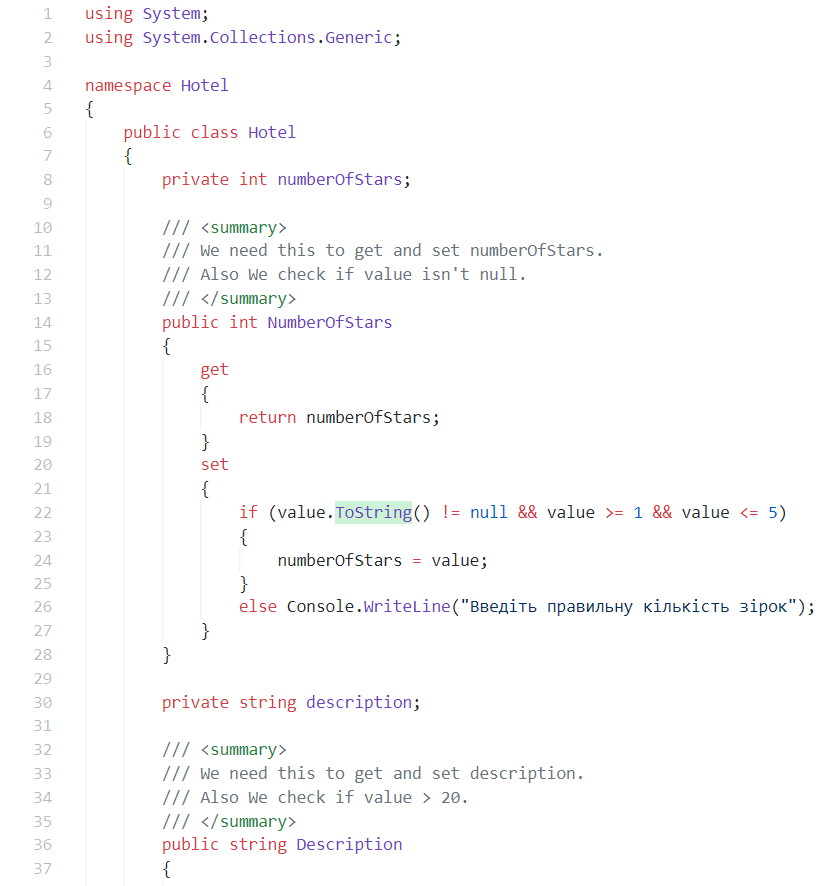 1 using System;
2 using System.Collections.Generic;
3
4 namespace Hotel
5 {
6 public class Hotel
7 {
8 private int numberOfStars;
9
10 /// <summary>
11 /// We need this to get and set numberOfStars.
12 /// Also We check if value isn't null.
13 /// </summary>
14 public int NumberOfStars
15 {
16 get
17 {
18 return numberOfStars;
19 }
20 set
21 {
22 if (value.ToString() != null && value >= 1 && value <= 5)
23 {
24 numberOfStars = value;
25 }
26 else Console.WriteLine("Введіть правильну кількість зірок");
27 }
28 }
29
30 private string description;
31
32 /// <summary>
33 /// We need this to get and set description.
34 /// Also We check if value > 20.
35 /// </summary>
36 public string Description
37 {